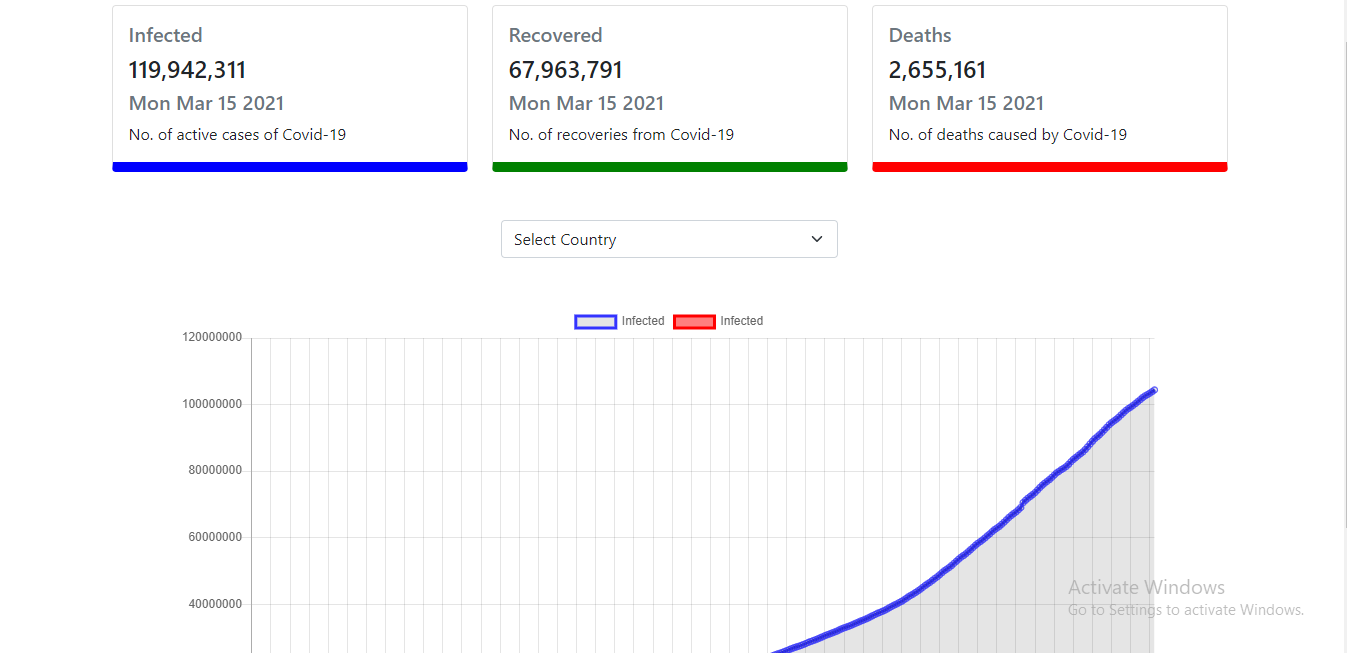 Infected
119,942,311
Mon Mar 15 2021
No. of active cases of Covid-19
Recovered
67,963,791
Mon Mar 15 2021
No. of recoveries from Covid-19
Deaths
2,655,161
Mon Mar 15 2021
No. of deaths caused by Covid-19
Select Country
Infected Infected
120000000
100000000
80000000
60000000
40000000
Activate Windows
Go to Settings to activate Windows.